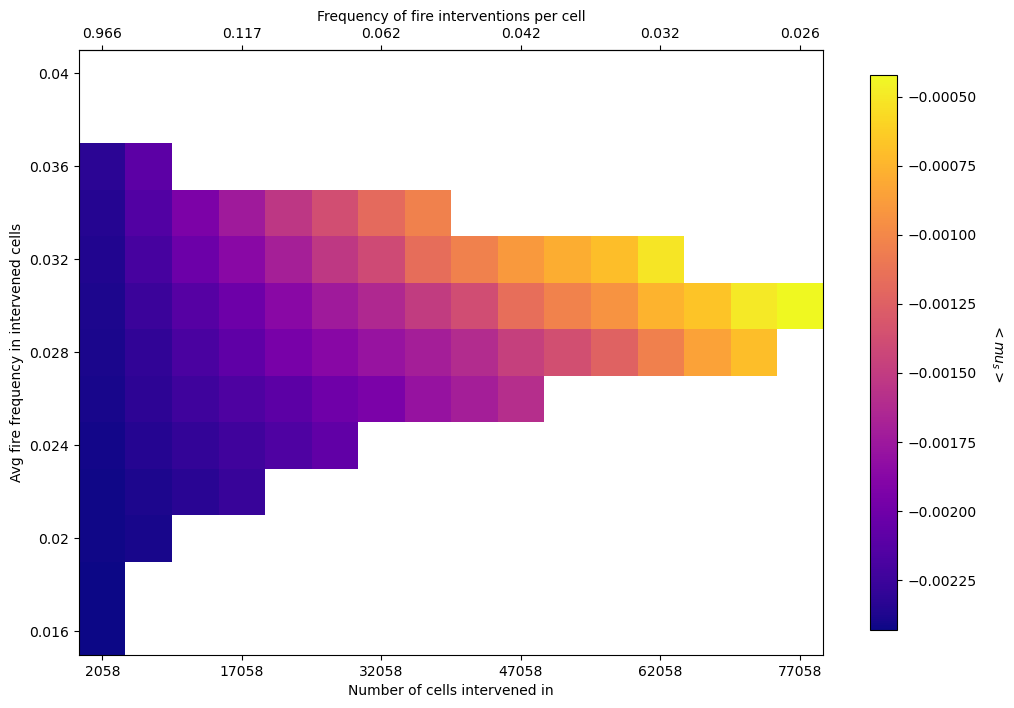 Frequency of fire interventions per cell
0.966 0.117 0.062 0.042 0.032 0.026
Avg fire frequency in intervened cells
0.04
0.036
0.032
0.028
0.024
0.02
0.016
2058 17058 32058 47058 62058 77058
Number of cells intervened in
−0.00050
−0.00075
−0.00100
−0.00125
−0.00150
−0.00175
−0.00200
−0.00225
< mu_s >